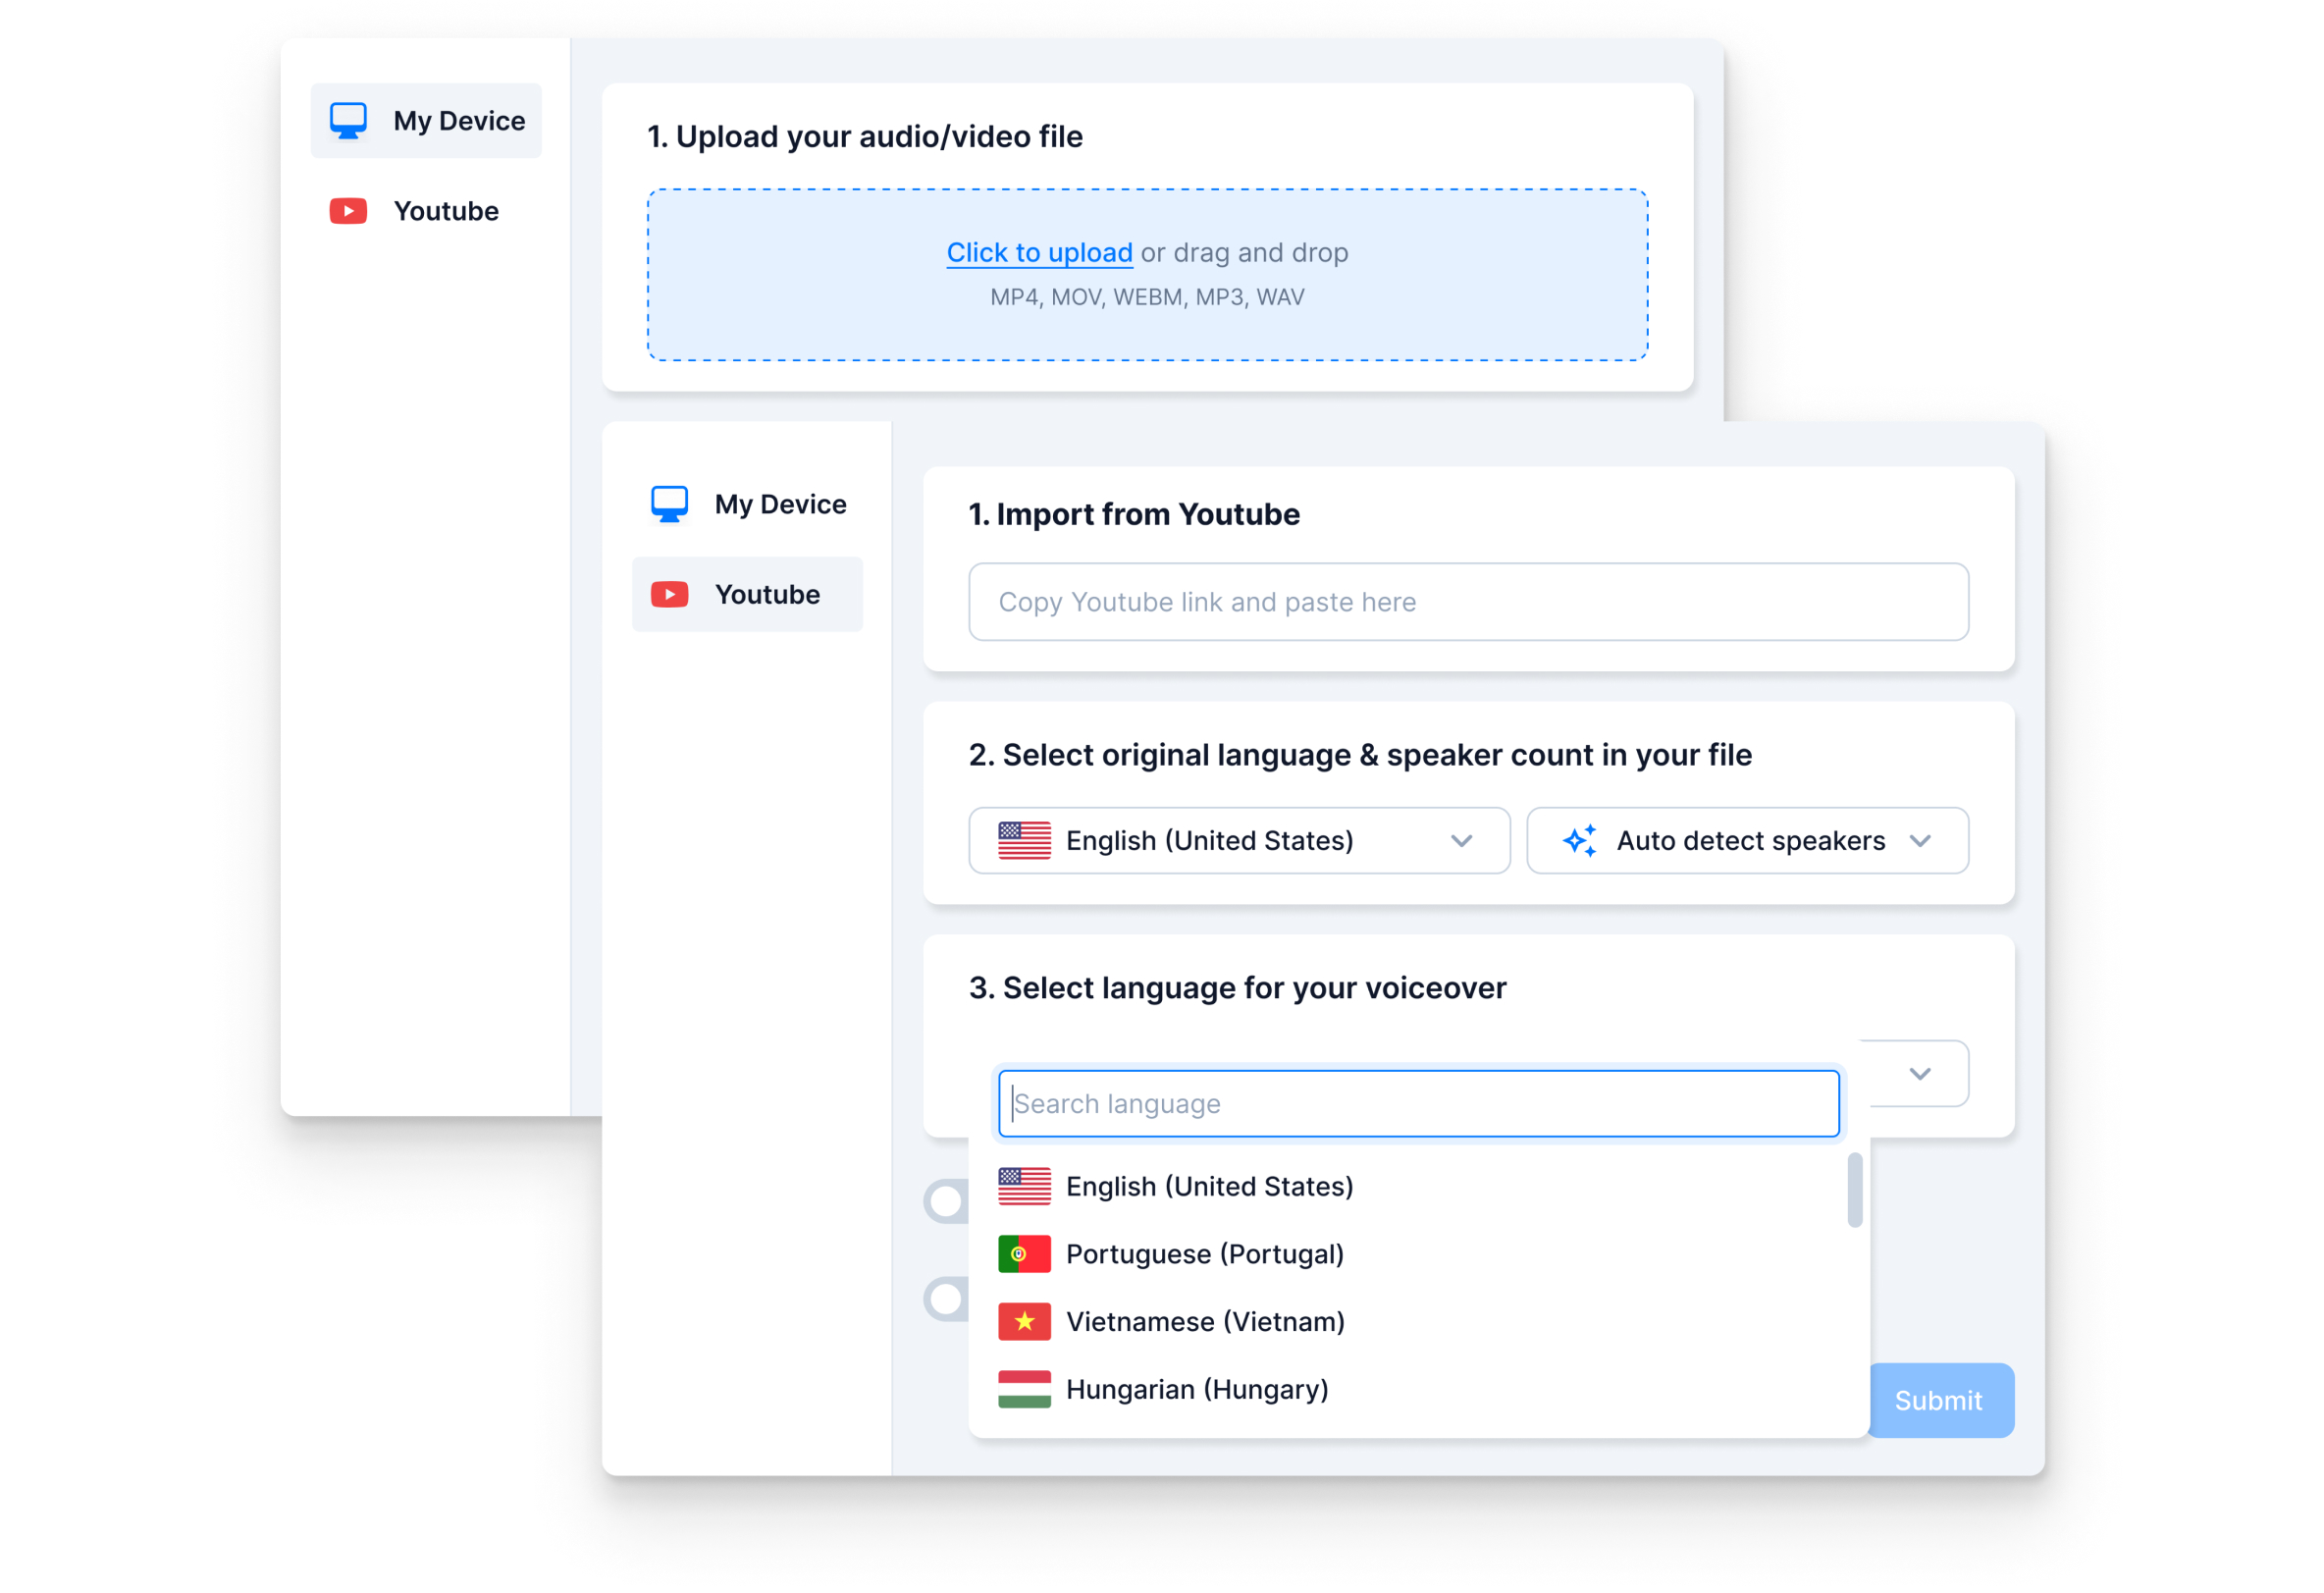 My Device
Youtube
1. Upload your audio/video file
Click to upload or drag and drop
MP4, MOV, WEBM, MP3, WAV
My Device
Youtube
1. Import from Youtube
Copy Youtube link and paste here
2. Select original language & speaker count in your file
English (United States)
Auto detect speakers
3. Select language for your voiceover
Search language
English (United States)
Portuguese (Portugal)
Vietnamese (Vietnam)
Hungarian (Hungary)
Submit